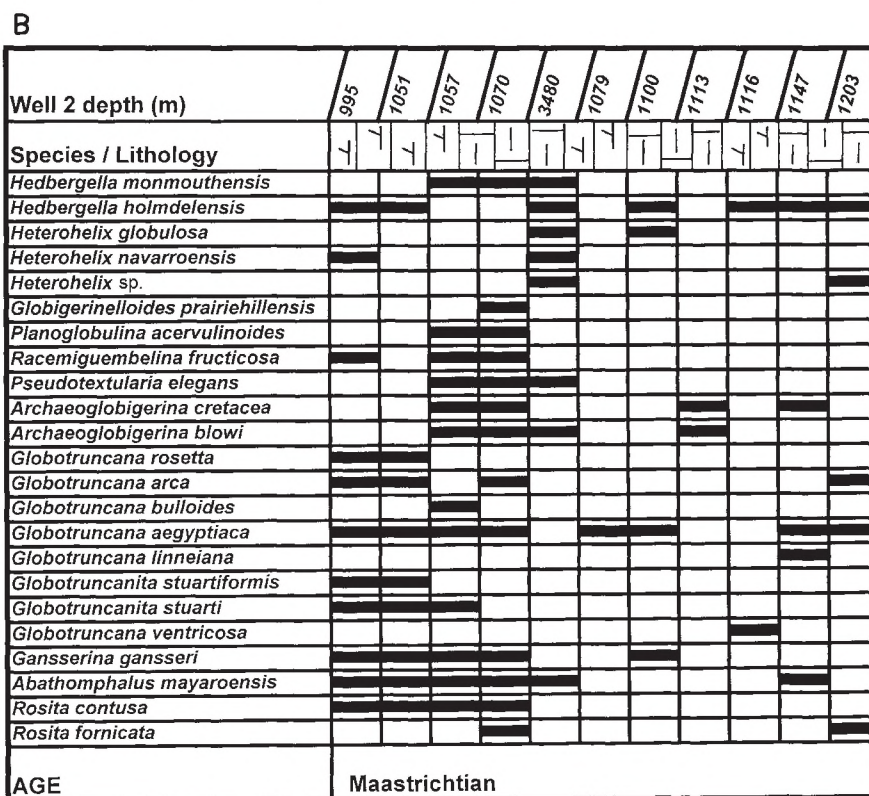 B
Well 2 depth (m) 995 1051 1057 1070 3480 1079 1100 1113 1116 1147 1203
Species / Lithology
Hedbergella monmouthensis
Hedbergella holmdelensis
Heterohelix globulosa
Heterohelix navarroensis
Heterohelix sp.
Globigerinelloides prairiehillensis
Planoglobulina acervulinoides
Racemiguembelina fructicosa
Pseudotextularia elegans
Archaeoglobigerina cretacea
Archaeoglobigerina blowi
Globotruncana rosetta
Globotruncana arca
Globotruncana bulloides
Globotruncana aegyptiaca
Globotruncana linneiana
Globotruncanita stuartiformis
Globotruncanita stuarti
Globotruncana ventricosa
Gansserina gansseri
Abathomphalus mayaroensis
Rosita contusa
Rosita fornicata
AGE Maastrichtian